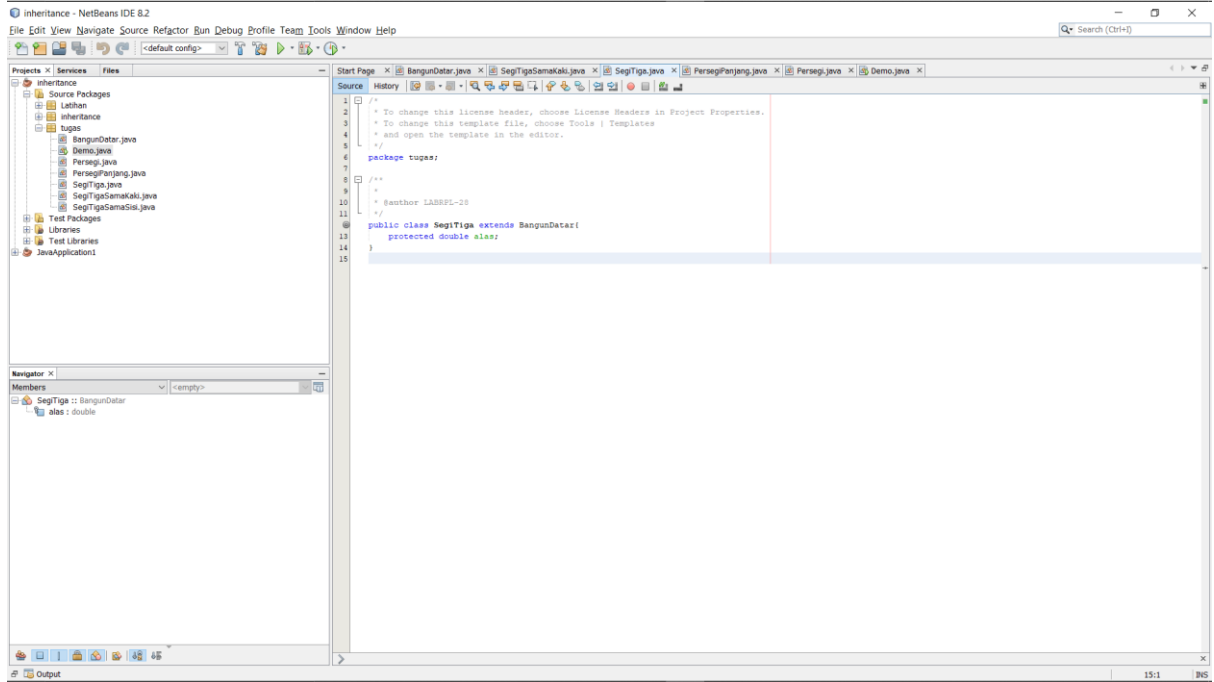 inheritance - NetBeans IDE 8.2
File Edit View Navigate Source Refactor Run Debug Profile Team Tools Window Help
Search (Ctrl+I)
<default config>
Projects Services Files
inheritance
Source Packages
Latihan
inheritance
tugas
BangunDatar.java
Demo.java
Persegi.java
PersegiPanjang.java
SegiTiga.java
SegiTigaSamaKaki.java
SegiTigaSamaSisi.java
Test Packages
Libraries
Test Libraries
JavaApplication1
Navigator
Members <empty>
SegiTiga :: BangunDatar
alas : double
Start Page BangunDatar.java SegiTigaSamaKaki.java SegiTiga.java PersegiPanjang.java Persegi.java Demo.java
Source History
1 /*
2 * To change this license header, choose License Headers in Project Properties.
3 * To change this template file, choose Tools | Templates
4 * and open the template in the editor.
5 */
6 package tugas;
7
8 /**
9 *
10 * @author LABRPL-28
11 */
public class SegiTiga extends BangunDatar{
13 protected double alas;
14 }
15
Output
15:1 INS